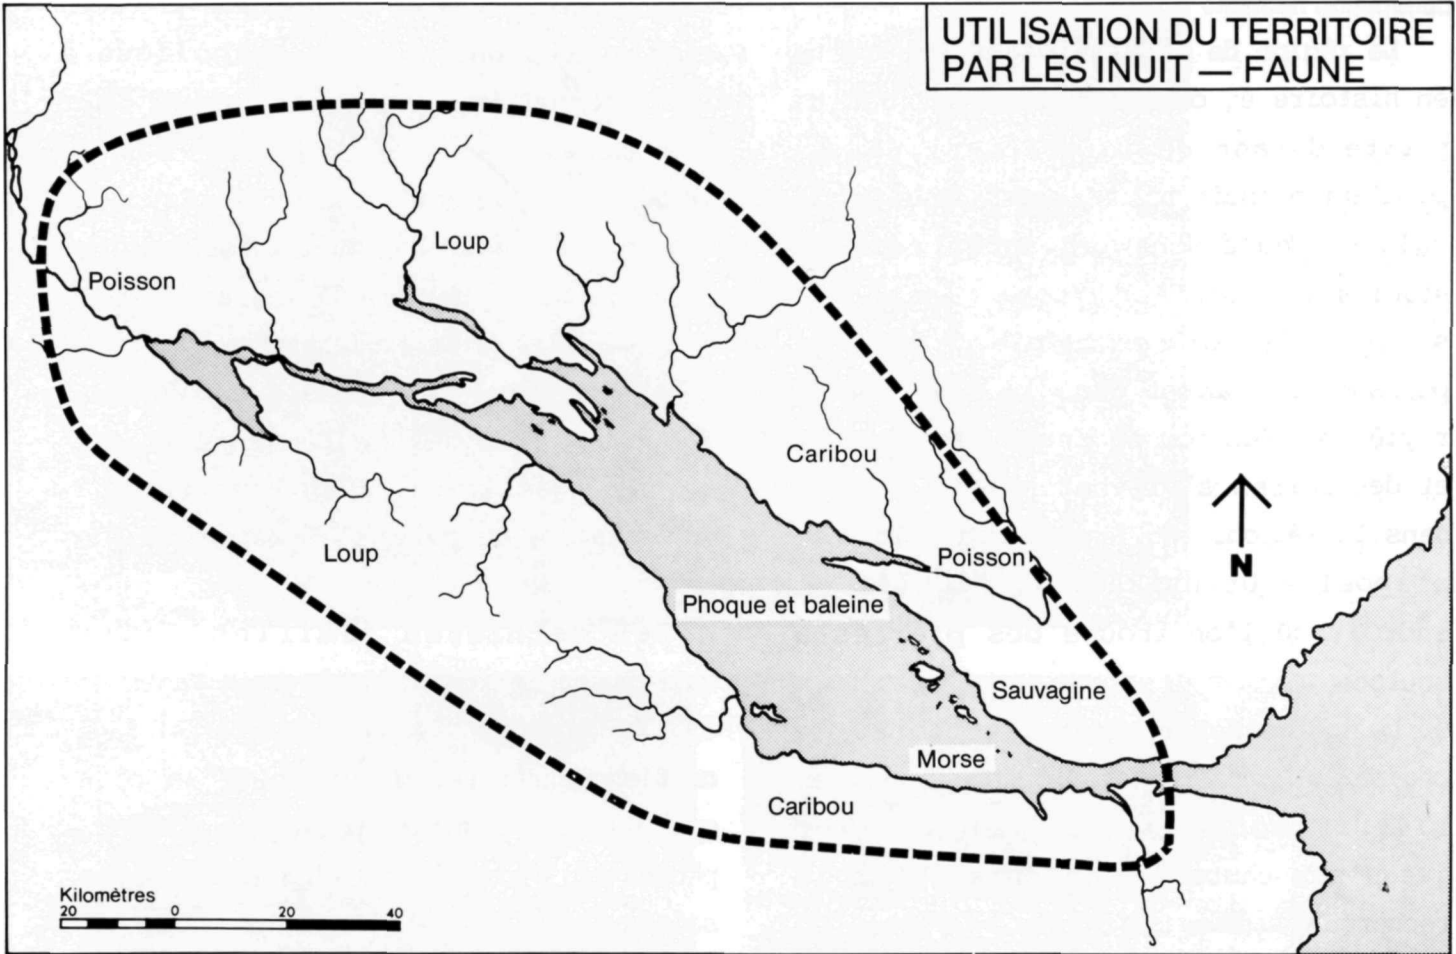 UTILISATION DU TERRITOIRE
PAR LES INUIT — FAUNE
Loup
Poisson
Caribou
Loup
Poisson
Phoque et baleine
Sauvagine
Morse
Caribou
N
Kilomètres
20 0 20 40